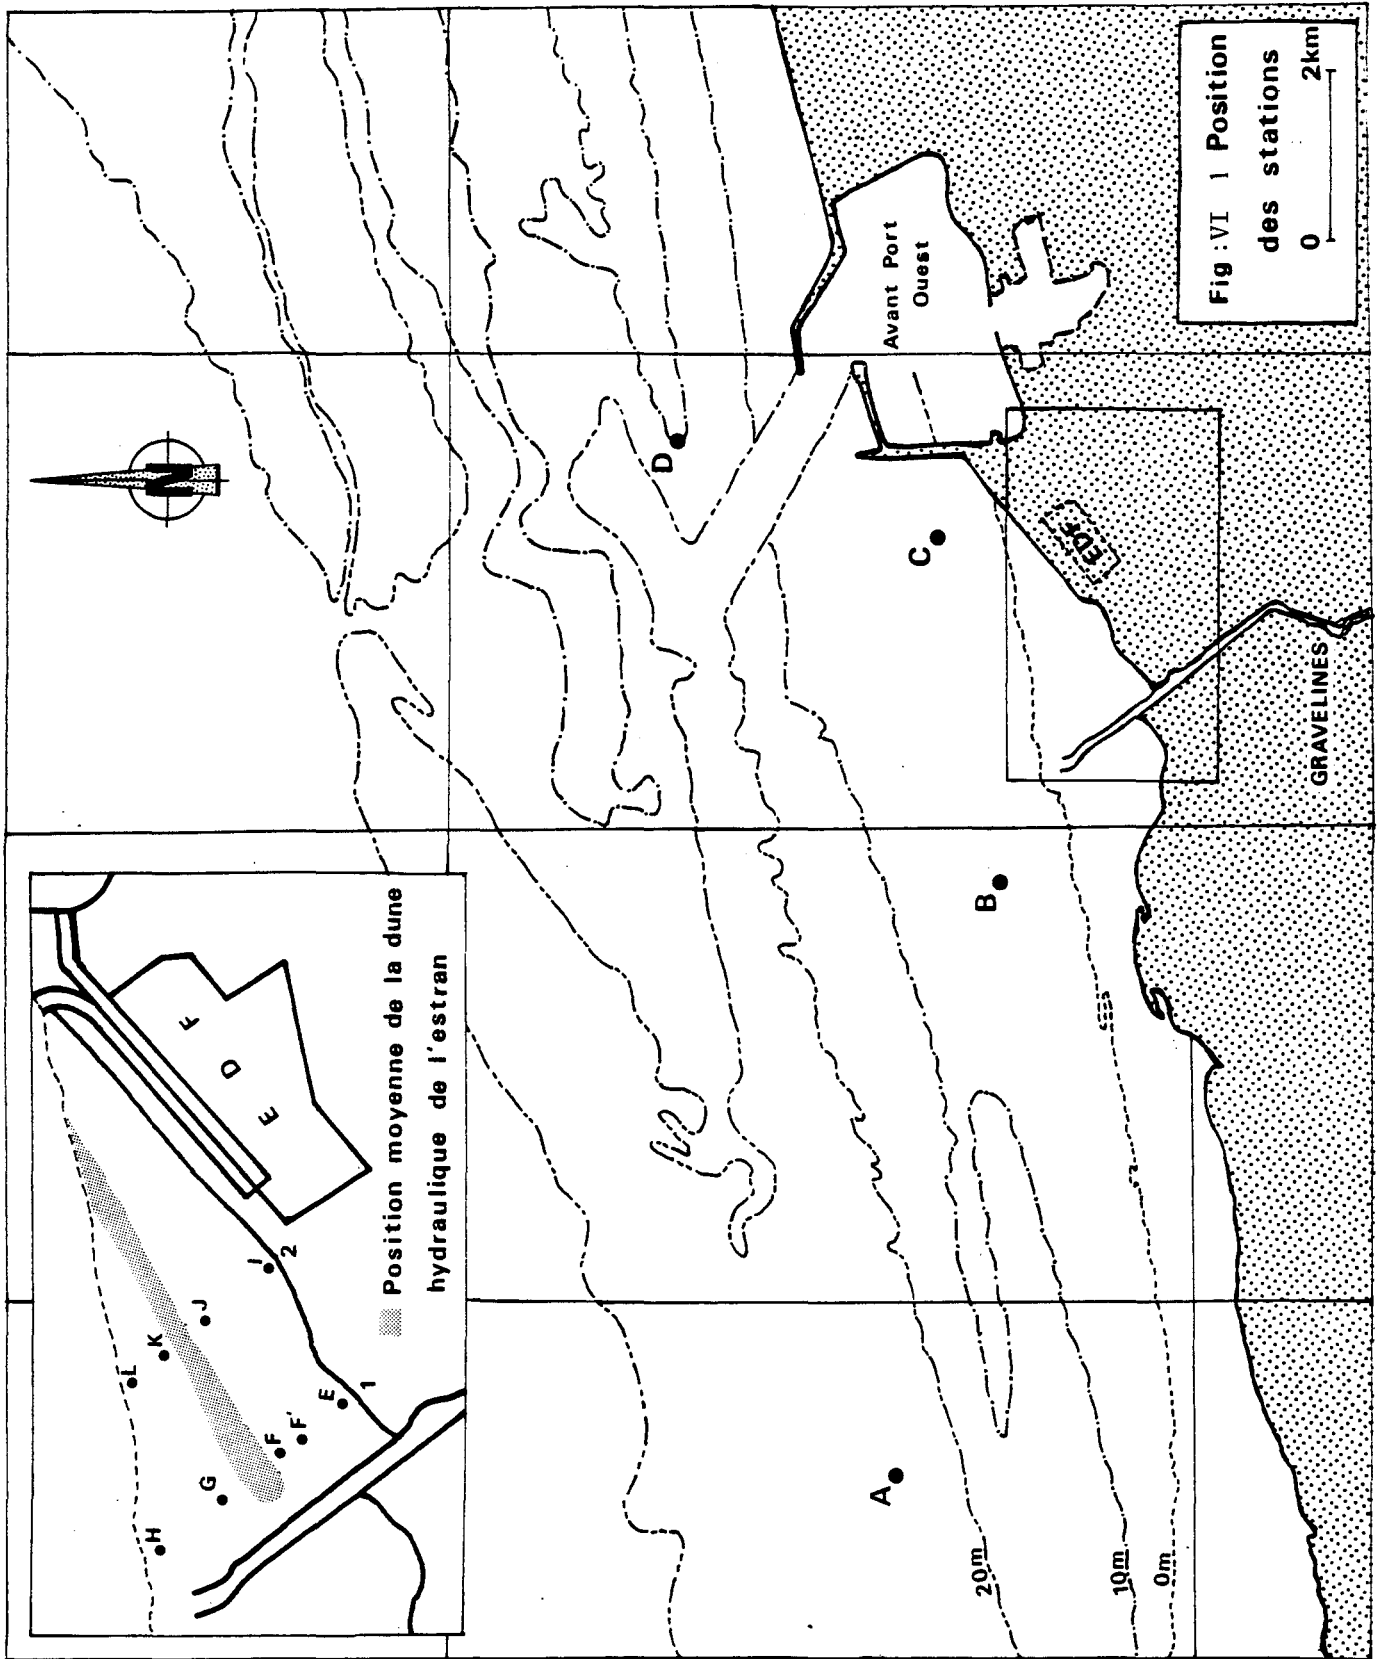 Fig : VI 1 Position
des stations
0 2km
Position moyenne de la dune
hydraulique de l'estran
E D F
H
G
F
F'
E
1
L
K
J
I
2
N
A
B
C
D
20m
10m
0m
Avant Port
Ouest
EDF
GRAVELINES